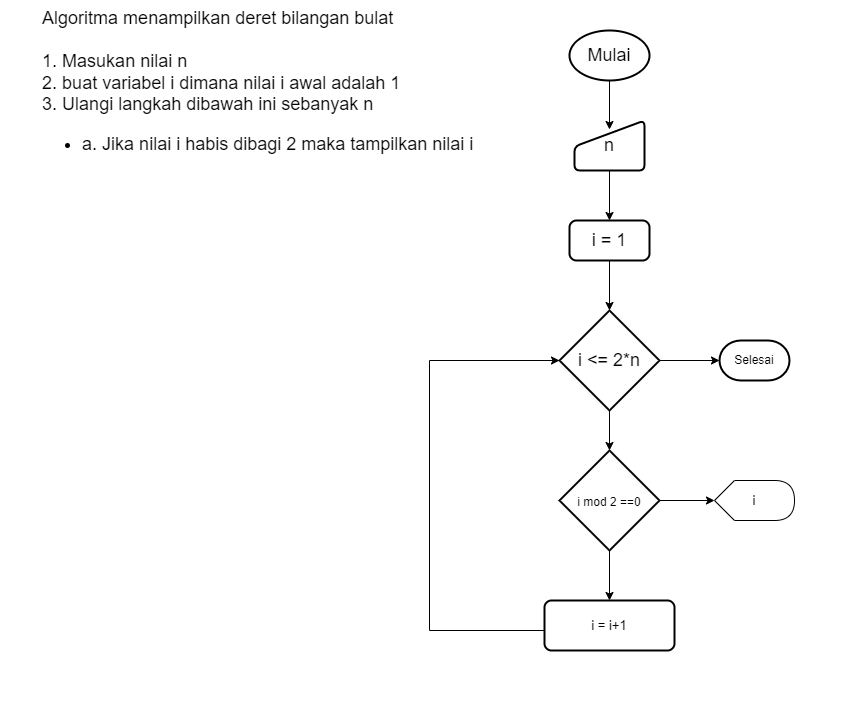 Algoritma menampilkan deret bilangan bulat
1. Masukan nilai n
2. buat variabel i dimana nilai i awal adalah 1
3. Ulangi langkah dibawah ini sebanyak n
• a. Jika nilai i habis dibagi 2 maka tampilkan nilai i
Mulai
n
i = 1
i <= 2*n
Selesai
i mod 2 ==0
i
i = i+1